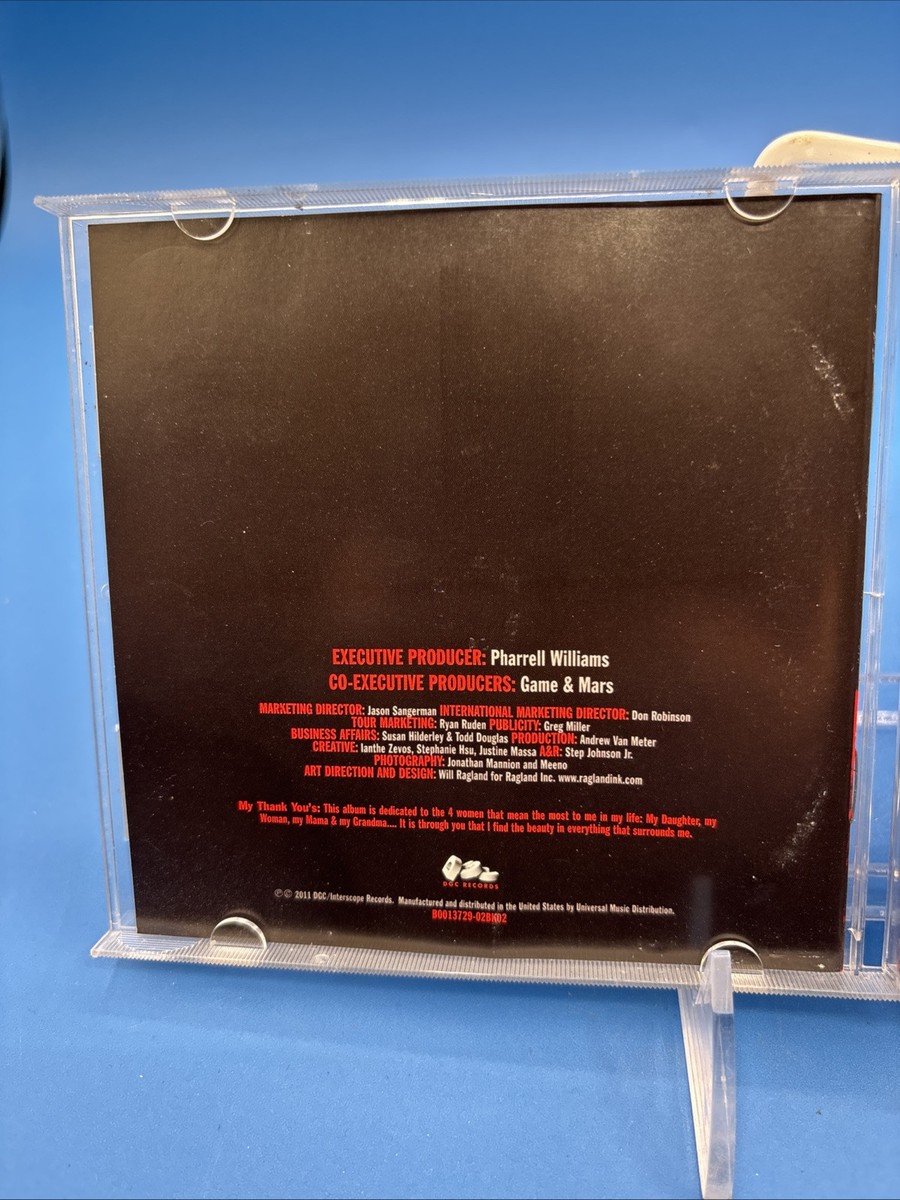 EXECUTIVE PRODUCER: Pharrell Williams
CO-EXECUTIVE PRODUCERS: Game & Mars
MARKETING DIRECTOR: Jason Sangerman INTERNATIONAL MARKETING DIRECTOR: Don Robinson
TOUR MARKETING: Ryan Ruden PUBLICITY: Greg Miller
BUSINESS AFFAIRS: Susan Hilderley & Todd Douglas PRODUCTION: Andrew Van Meter
CREATIVE: Ianthe Zevos, Stephanie Hsu, Justine Massa A&R: Step Johnson Jr.
PHOTOGRAPHY: Jonathan Mannion and Meeno
ART DIRECTION AND DESIGN: Will Ragland for Ragland Inc. www.raglandink.com
My Thank You's: This album is dedicated to the 4 women that mean the most to me in my life: My Daughter, my
Woman, my Mama & my Grandma.... It is through you that I find the beauty in everything that surrounds me.
DGC RECORDS
℗© 2011 DGC/Interscope Records. Manufactured and distributed in the United States by Universal Music Distribution.
B0013729-02BK02